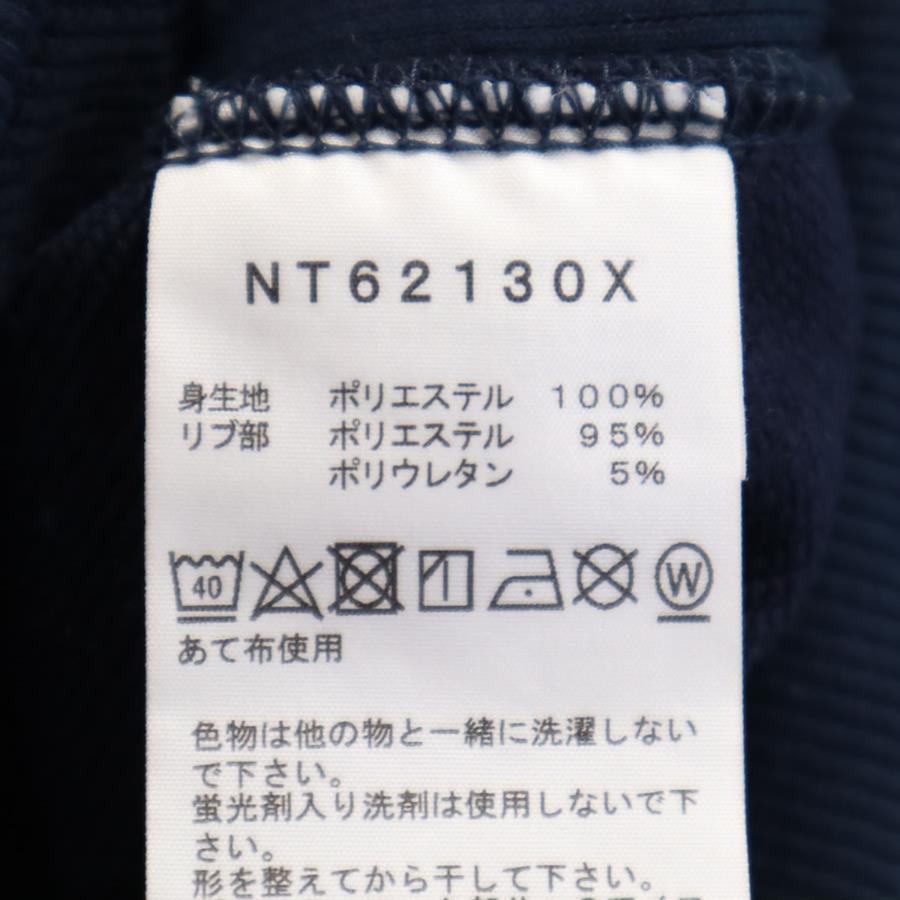 NT62130X
身生地 ポリエステル 100%
リブ部 ポリエステル 95%
ポリウレタン 5%
40 W
あて布使用
色物は他の物と一緒に洗濯しない
で下さい。
蛍光剤入り洗剤は使用しないで下
さい。
形を整えてから干して下さい。